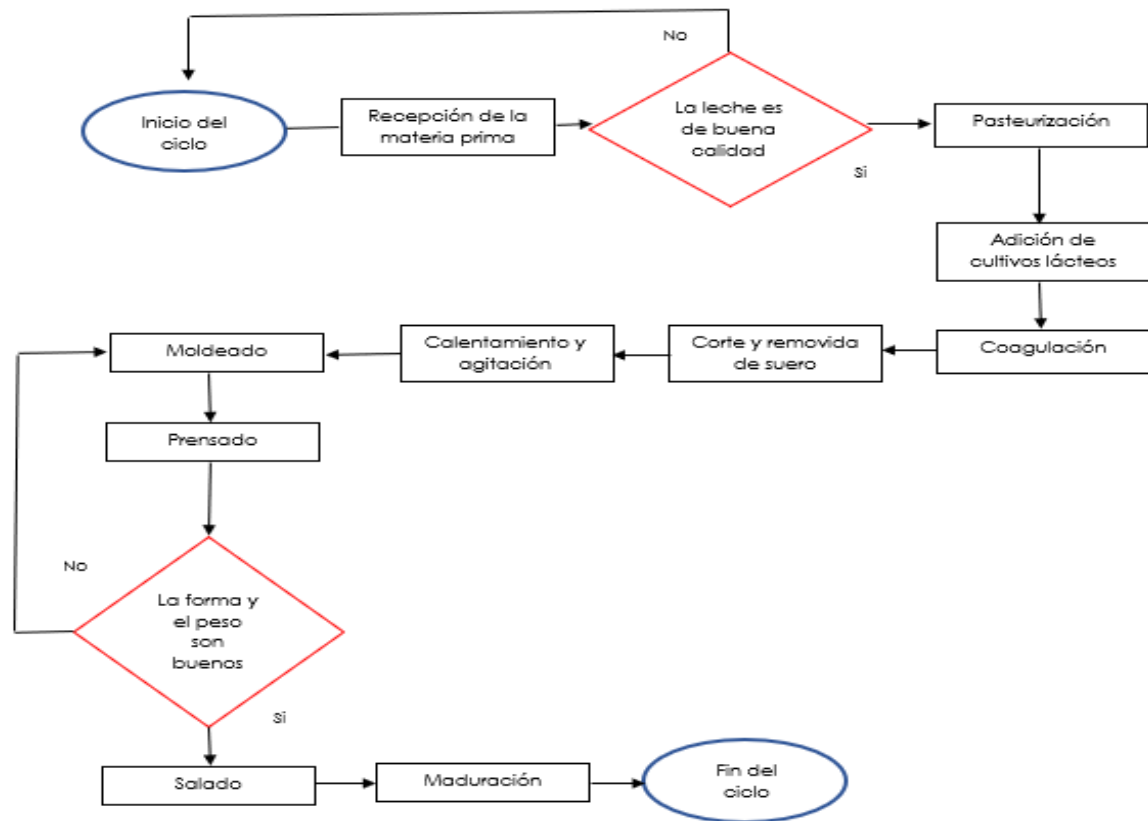 No
Inicio del
ciclo
Recepción de la
materia prima
La leche es
de buena
calidad
Si
Pasteurización
Adición de
cultivos lácteos
Coagulación
Corte y removida
de suero
Calentamiento y
agitación
Moldeado
Prensado
No
La forma y
el peso
son
buenos
Si
Salado
Maduración
Fin del
ciclo